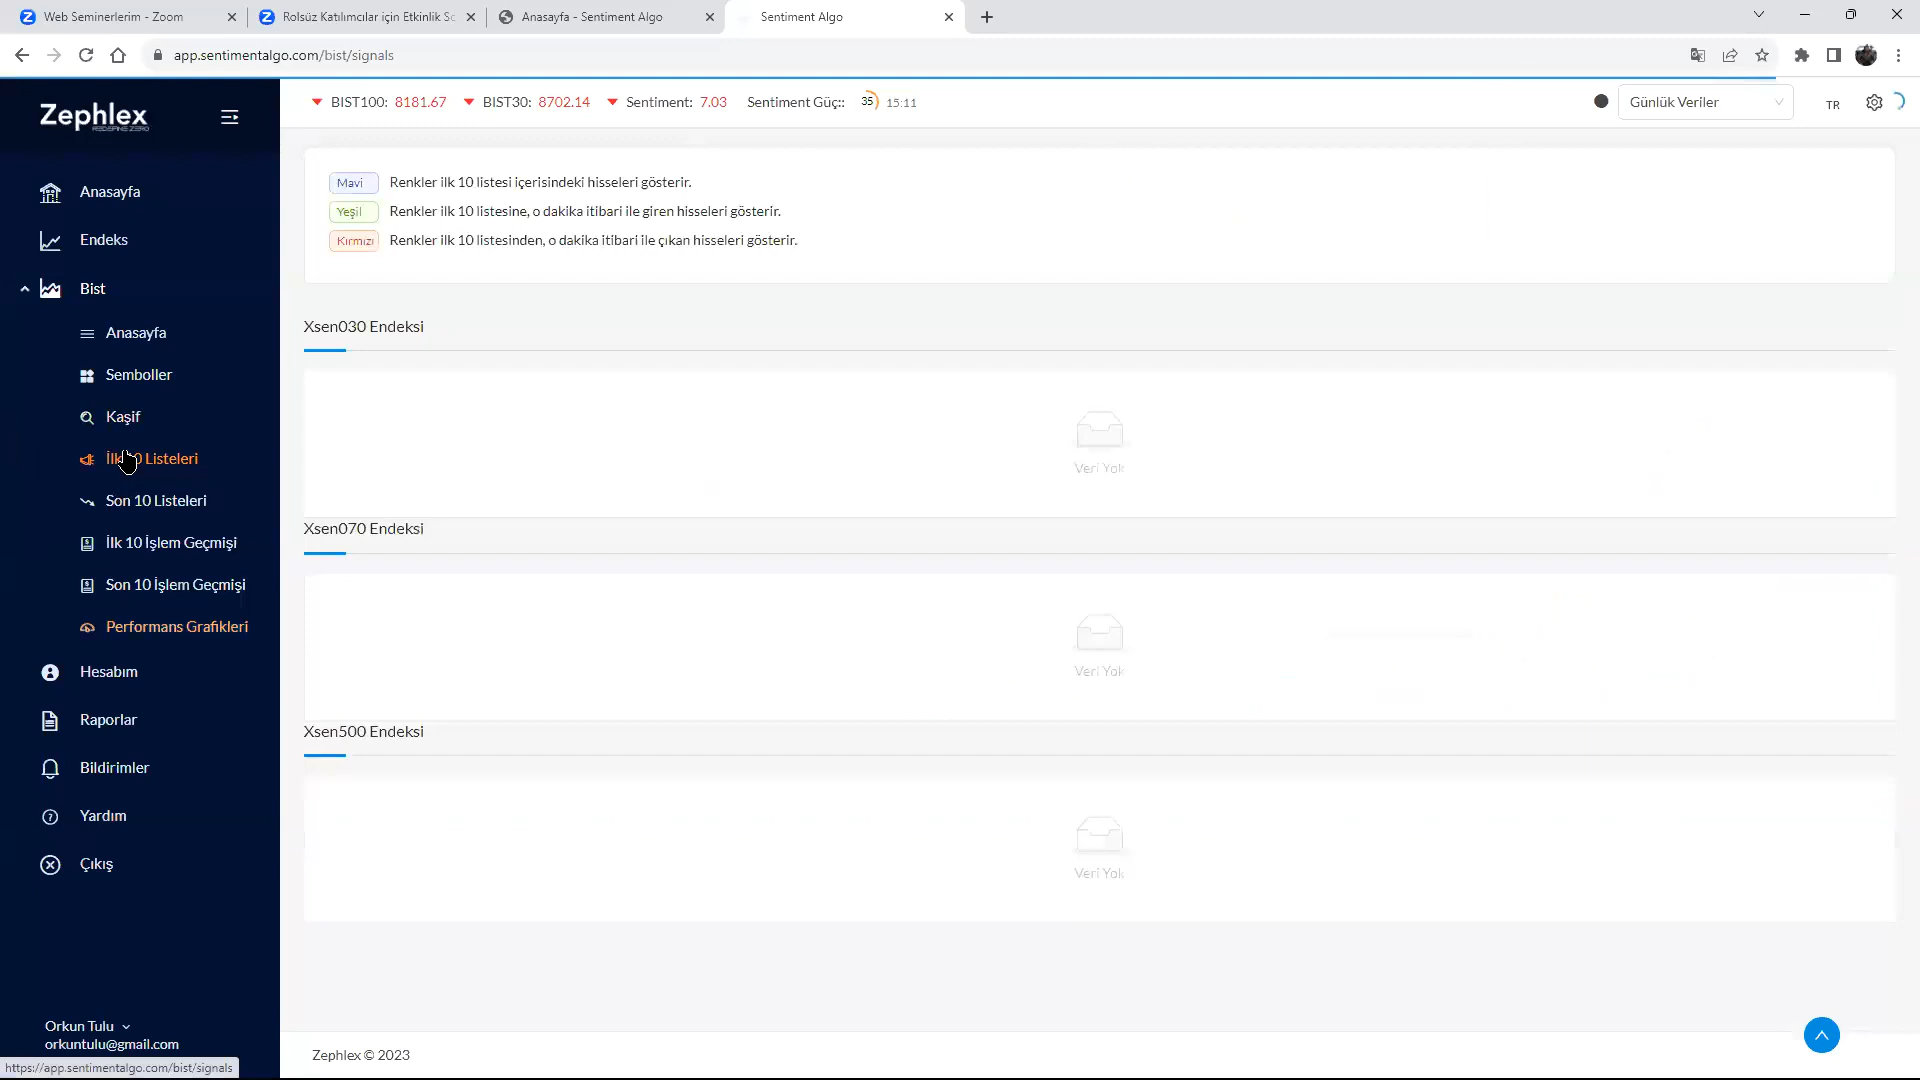 Web Seminerlerim - Zoom
Rolsüz Katılımcılar için Etkinlik Sc
Anasayfa - Sentiment Algo
Sentiment Algo
app.sentimentalgo.com/bist/signals
Zephlex
BIST100: 8181.67
BIST30: 8702.14
Sentiment: 7.03
Sentiment Güç:: 35 15:11
Günlük Veriler
TR
Anasayfa
Endeks
Bist
Anasayfa
Semboller
Kaşif
İlk 10 Listeleri
Son 10 Listeleri
İlk 10 İşlem Geçmişi
Son 10 İşlem Geçmişi
Performans Grafikleri
Hesabım
Raporlar
Bildirimler
Yardım
Çıkış
Orkun Tulu
orkuntulu@gmail.com
https://app.sentimentalgo.com/bist/signals
Mavi Renkler ilk 10 listesi içerisindeki hisseleri gösterir.
Yeşil Renkler ilk 10 listesine, o dakika itibari ile giren hisseleri gösterir.
Kırmızı Renkler ilk 10 listesinden, o dakika itibari ile çıkan hisseleri gösterir.
Xsen030 Endeksi
Veri Yok
Xsen070 Endeksi
Veri Yok
Xsen500 Endeksi
Veri Yok
Zephlex © 2023